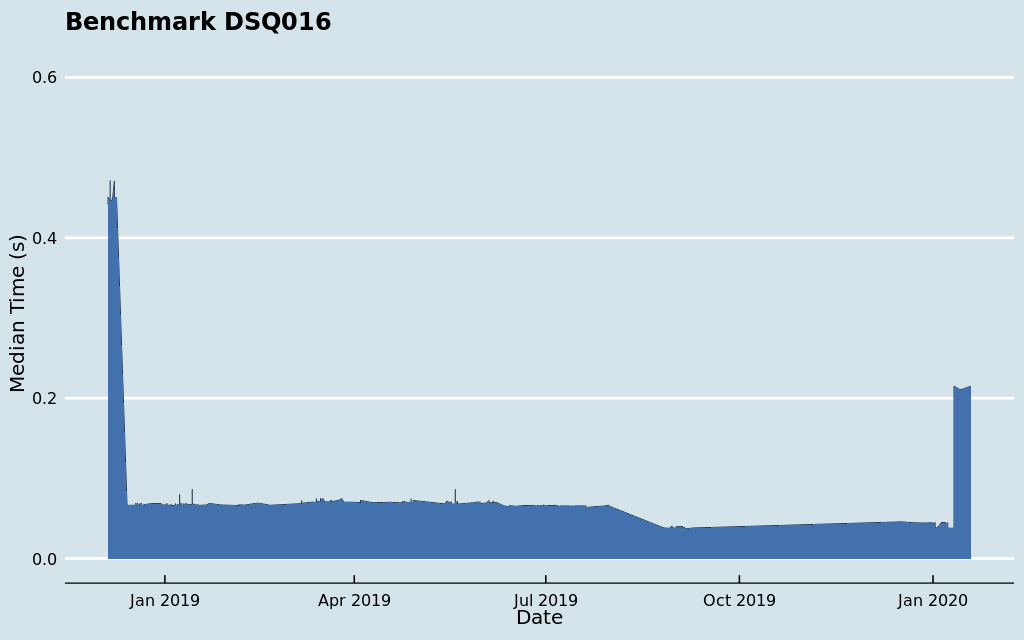 Benchmark DSQ016
Median Time (s)
0.6
0.4
0.2
0.0
Jan 2019
Apr 2019
Jul 2019
Oct 2019
Jan 2020
Date